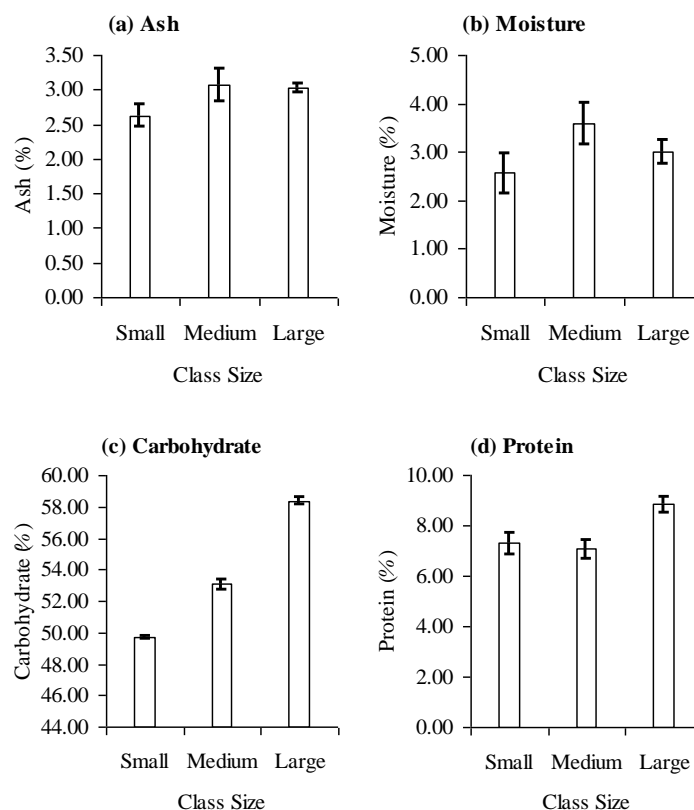 (a) Ash
3.50
3.00
2.50
2.00
1.50
1.00
0.50
0.00
Ash (%)
Small Medium Large
Class Size
(b) Moisture
5.00
4.00
3.00
2.00
1.00
0.00
Moisture (%)
Small Medium Large
Class Size
(c) Carbohydrate
60.00
58.00
56.00
54.00
52.00
50.00
48.00
46.00
44.00
Carbohydrate (%)
Small Medium Large
Class Size
(d) Protein
10.00
8.00
6.00
4.00
2.00
0.00
Protein (%)
Small Medium Large
Class Size